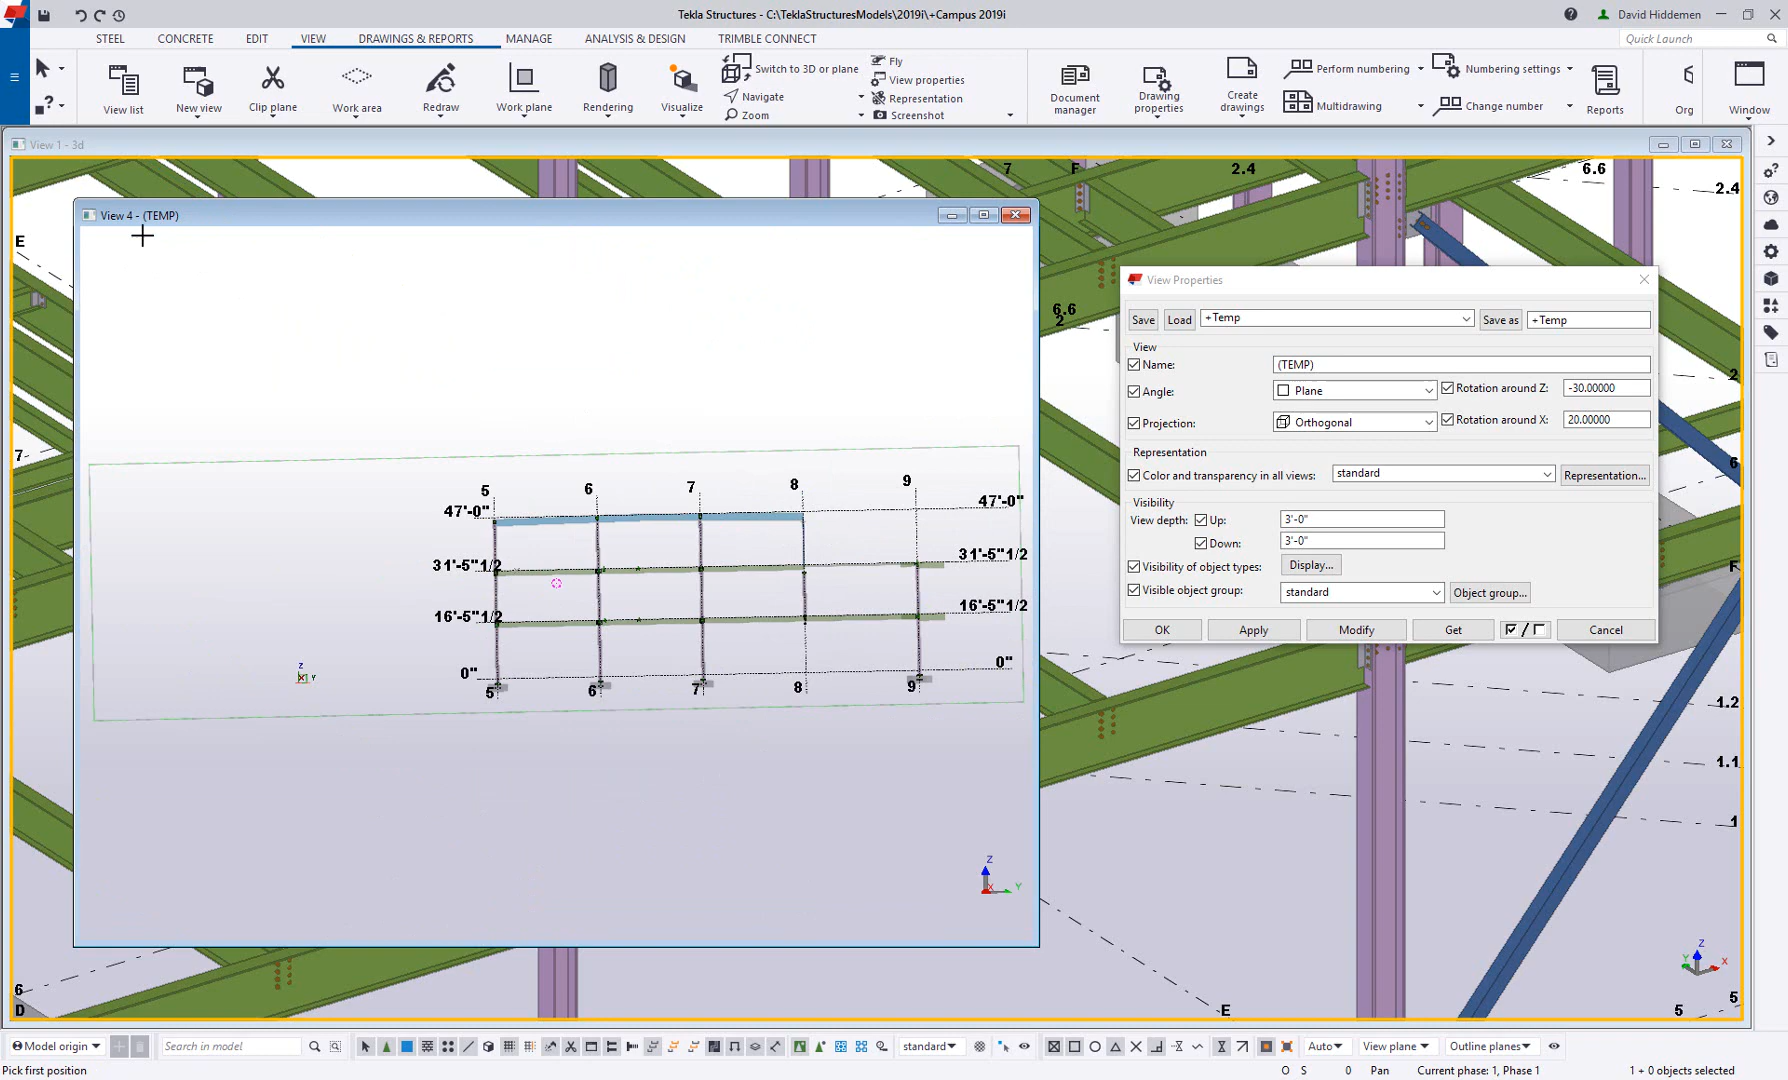 Tekla Structures - C:\TeklaStructuresModels\2019i\+Campus 2019i
David Hiddemen
STEEL CONCRETE EDIT VIEW DRAWINGS & REPORTS MANAGE ANALYSIS & DESIGN TRIMBLE CONNECT
Quick Launch
View list
New view
Clip plane
Work area
Redraw
Work plane
Rendering
Visualize
Switch to 3D or plane
Navigate
Zoom
Fly
View properties
Representation
Screenshot
Document manager
Drawing properties
Create drawings
Perform numbering
Multidrawing
Numbering settings
Change number
Reports
Org
Window
View 1 - 3d
7 F 2.4 6.6 2.4
View 4 - (TEMP)
E
6.6
2
2
7
6
F
1.2
1.1
1
5
5
E
6
D
5 6 7 8 9
47'-0" 47'-0"
31'-5"1/2 31'-5"1/2
16'-5"1/2 16'-5"1/2
0" 0"
5 6 7 8 9
Z
Y
Z
Y
X
Z
Y
X
View Properties
Save Load +Temp Save as +Temp
View
Name: (TEMP)
Angle: Plane Rotation around Z: -30.00000
Projection: Orthogonal Rotation around X: 20.00000
Representation
Color and transparency in all views: standard Representation...
Visibility
View depth: Up: 3'-0"
Down: 3'-0"
Visibility of object types: Display...
Visible object group: standard Object group...
OK Apply Modify Get / Cancel
Model origin Search in model standard Auto View plane Outline planes
Pick first position O S 0 Pan Current phase: 1, Phase 1 1 + 0 objects selected